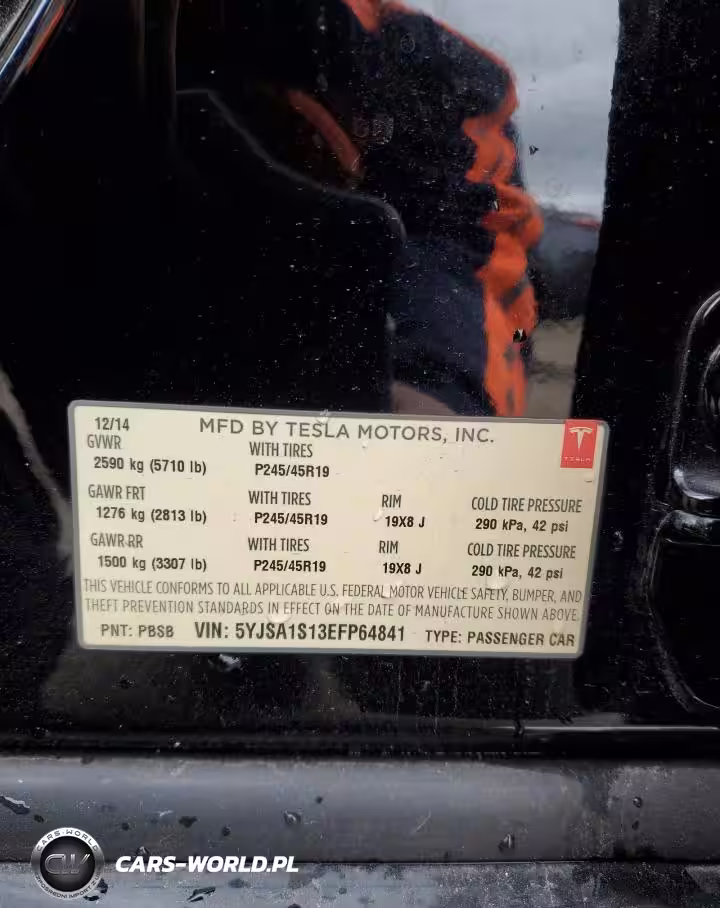 12/14 MFD BY TESLA MOTORS, INC.
TESLA
GVWR WITH TIRES
2590 kg (5710 lb) P245/45R19
GAWR FRT WITH TIRES RIM COLD TIRE PRESSURE
1276 kg (2813 lb) P245/45R19 19X8 J 290 kPa, 42 psi
GAWR RR WITH TIRES RIM COLD TIRE PRESSURE
1500 kg (3307 lb) P245/45R19 19X8 J 290 kPa, 42 psi
THIS VEHICLE CONFORMS TO ALL APPLICABLE U.S. FEDERAL MOTOR VEHICLE SAFETY, BUMPER, AND
THEFT PREVENTION STANDARDS IN EFFECT ON THE DATE OF MANUFACTURE SHOWN ABOVE.
PNT: PBSB VIN: 5YJSA1S13EFP64841 TYPE: PASSENGER CAR
CARS-WORLD
CW
CARS-WORLD.PL